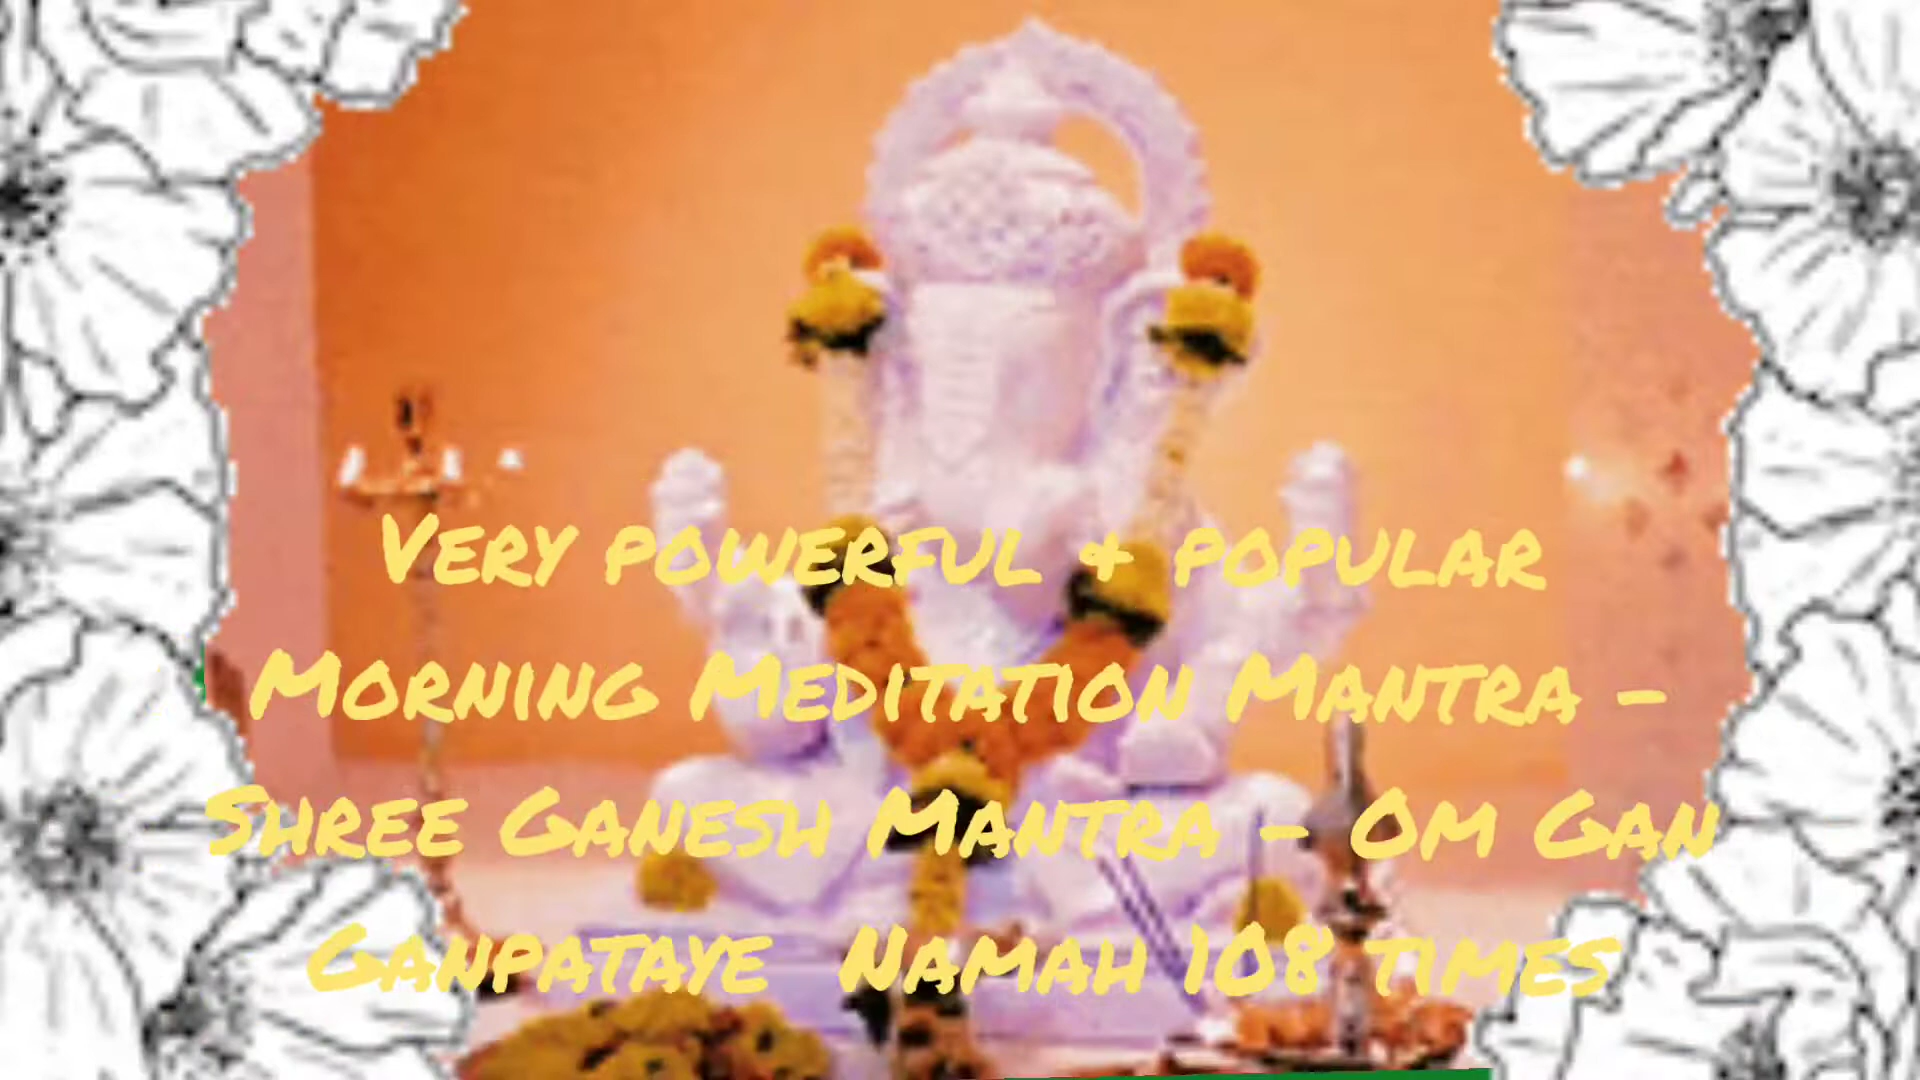 Very powerful & popular
Morning Meditation Mantra -
Shree Ganesh Mantra - Om Gan
Ganpataye Namah 108 times